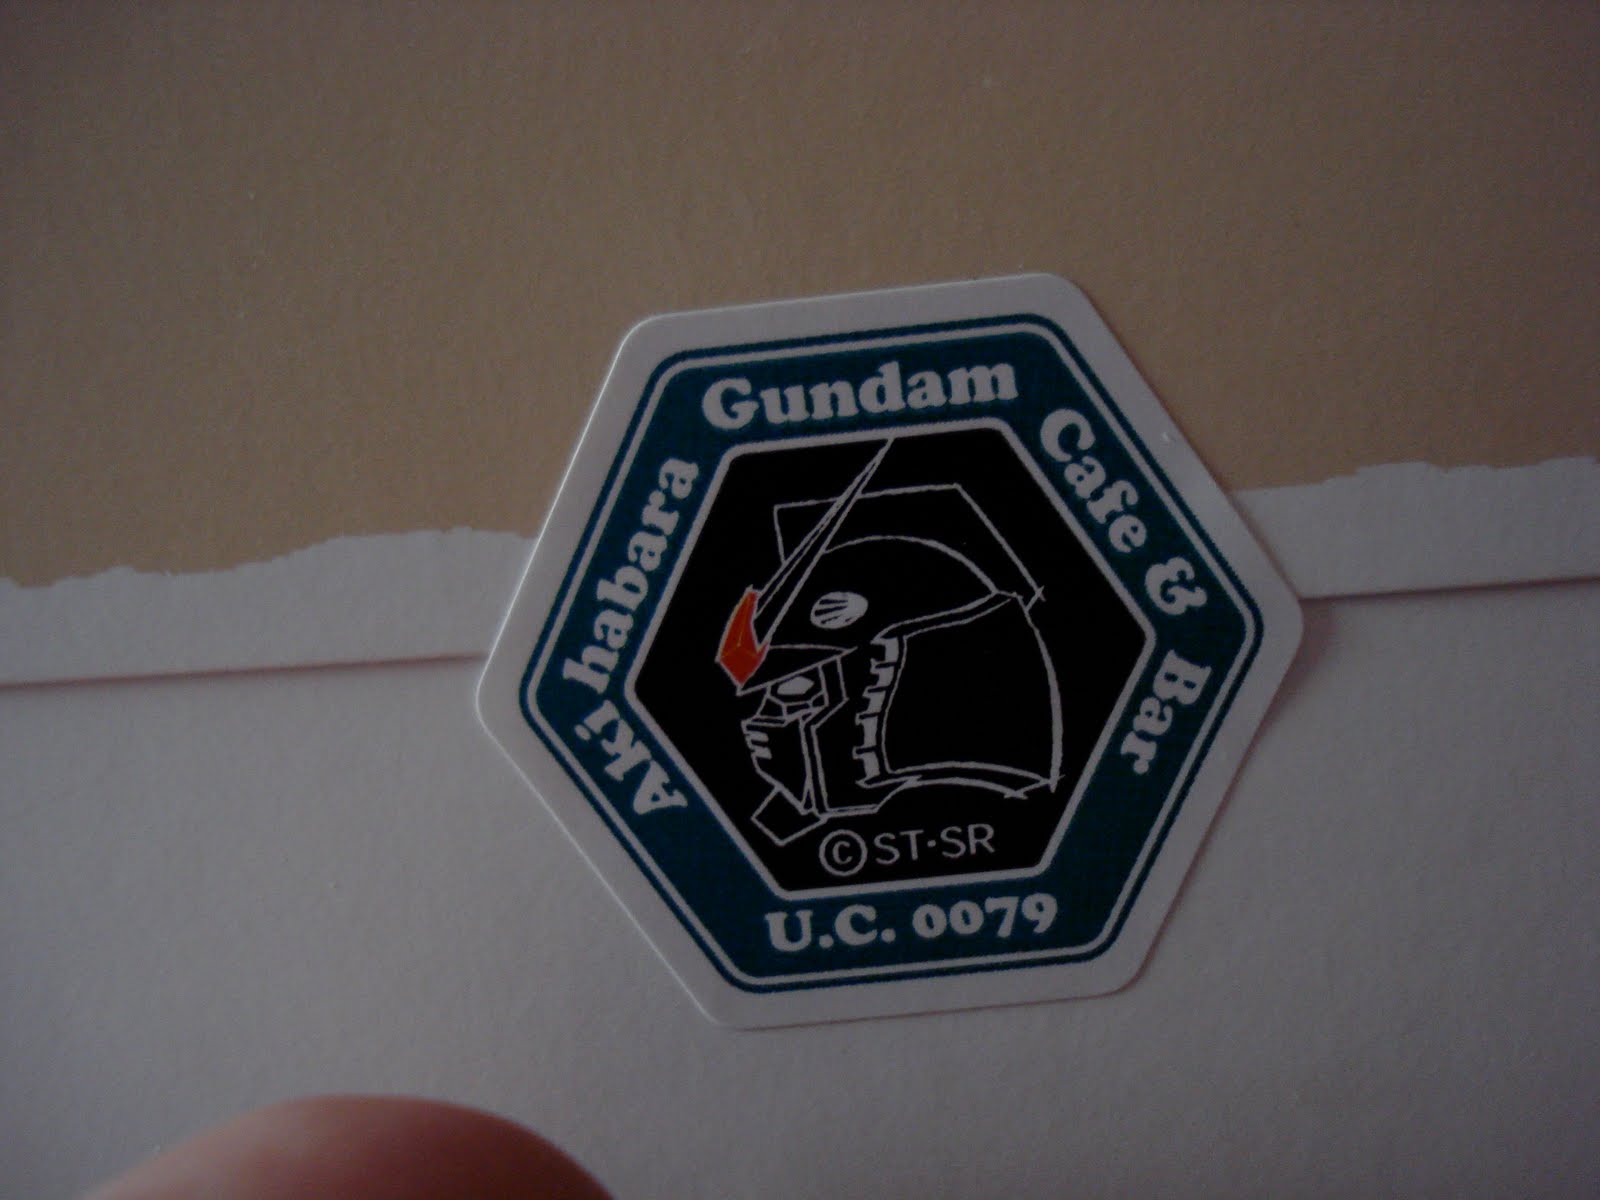 Akihabara
Gundam
Cafe & Bar
©ST·SR
U.C. 0079